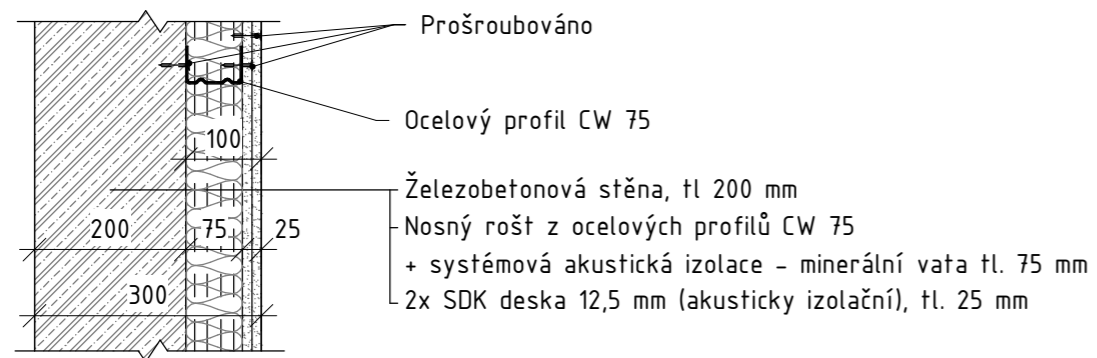 Prošroubováno
Ocelový profil CW 75
100
Železobetonová stěna, tl 200 mm
200 75 25
Nosný rošt z ocelových profilů CW 75
+ systémová akustická izolace - minerální vata tl. 75 mm
300
2x SDK deska 12,5 mm (akusticky izolační), tl. 25 mm